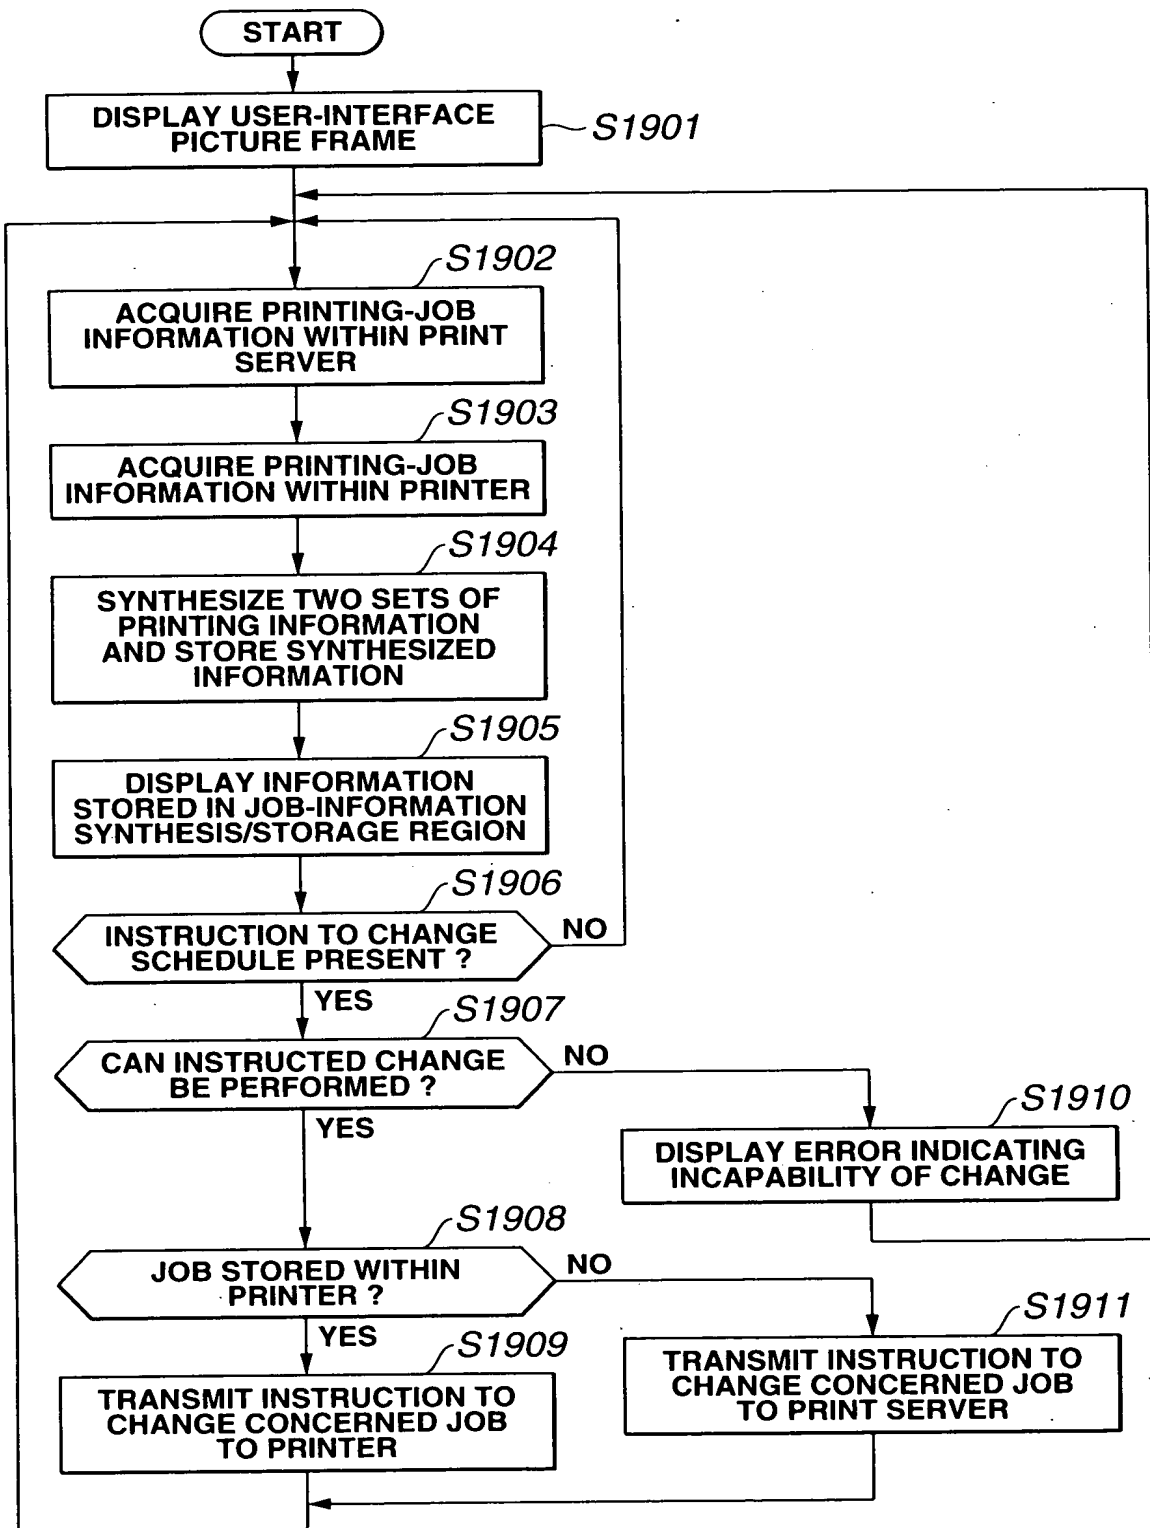 START
DISPLAY USER-INTERFACE
PICTURE FRAME
S1901
S1902
ACQUIRE PRINTING-JOB
INFORMATION WITHIN PRINT
SERVER
S1903
ACQUIRE PRINTING-JOB
INFORMATION WITHIN PRINTER
S1904
SYNTHESIZE TWO SETS OF
PRINTING INFORMATION
AND STORE SYNTHESIZED
INFORMATION
S1905
DISPLAY INFORMATION
STORED IN JOB-INFORMATION
SYNTHESIS/STORAGE REGION
S1906
INSTRUCTION TO CHANGE
SCHEDULE PRESENT ?
NO
YES
S1907
CAN INSTRUCTED CHANGE
BE PERFORMED ?
NO
YES
S1910
DISPLAY ERROR INDICATING
INCAPABILITY OF CHANGE
S1908
JOB STORED WITHIN
PRINTER ?
NO
YES
S1909
TRANSMIT INSTRUCTION TO
CHANGE CONCERNED JOB
TO PRINTER
S1911
TRANSMIT INSTRUCTION TO
CHANGE CONCERNED JOB
TO PRINT SERVER